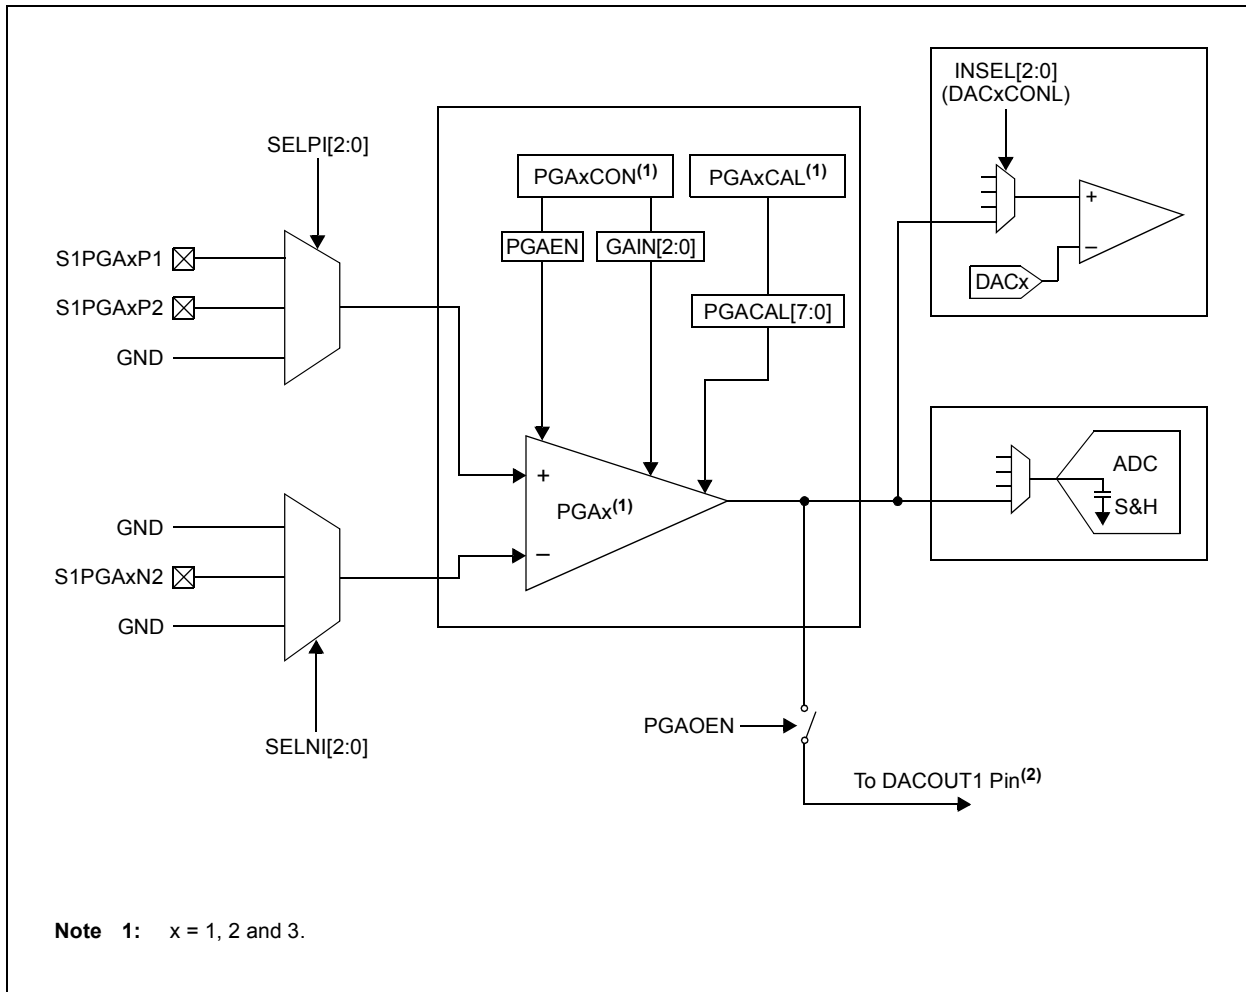 INSEL[2:0]
(DACxCONL)
SELPI[2:0]
PGAxCON(1)
PGAxCAL(1)
PGAEN
GAIN[2:0]
S1PGAxP1
S1PGAxP2
GND
+
–
DACx
PGACAL[7:0]
+
PGAx(1)
–
ADC
S&H
GND
S1PGAxN2
GND
SELNI[2:0]
PGAOEN
To DACOUT1 Pin(2)
Note 1: x = 1, 2 and 3.